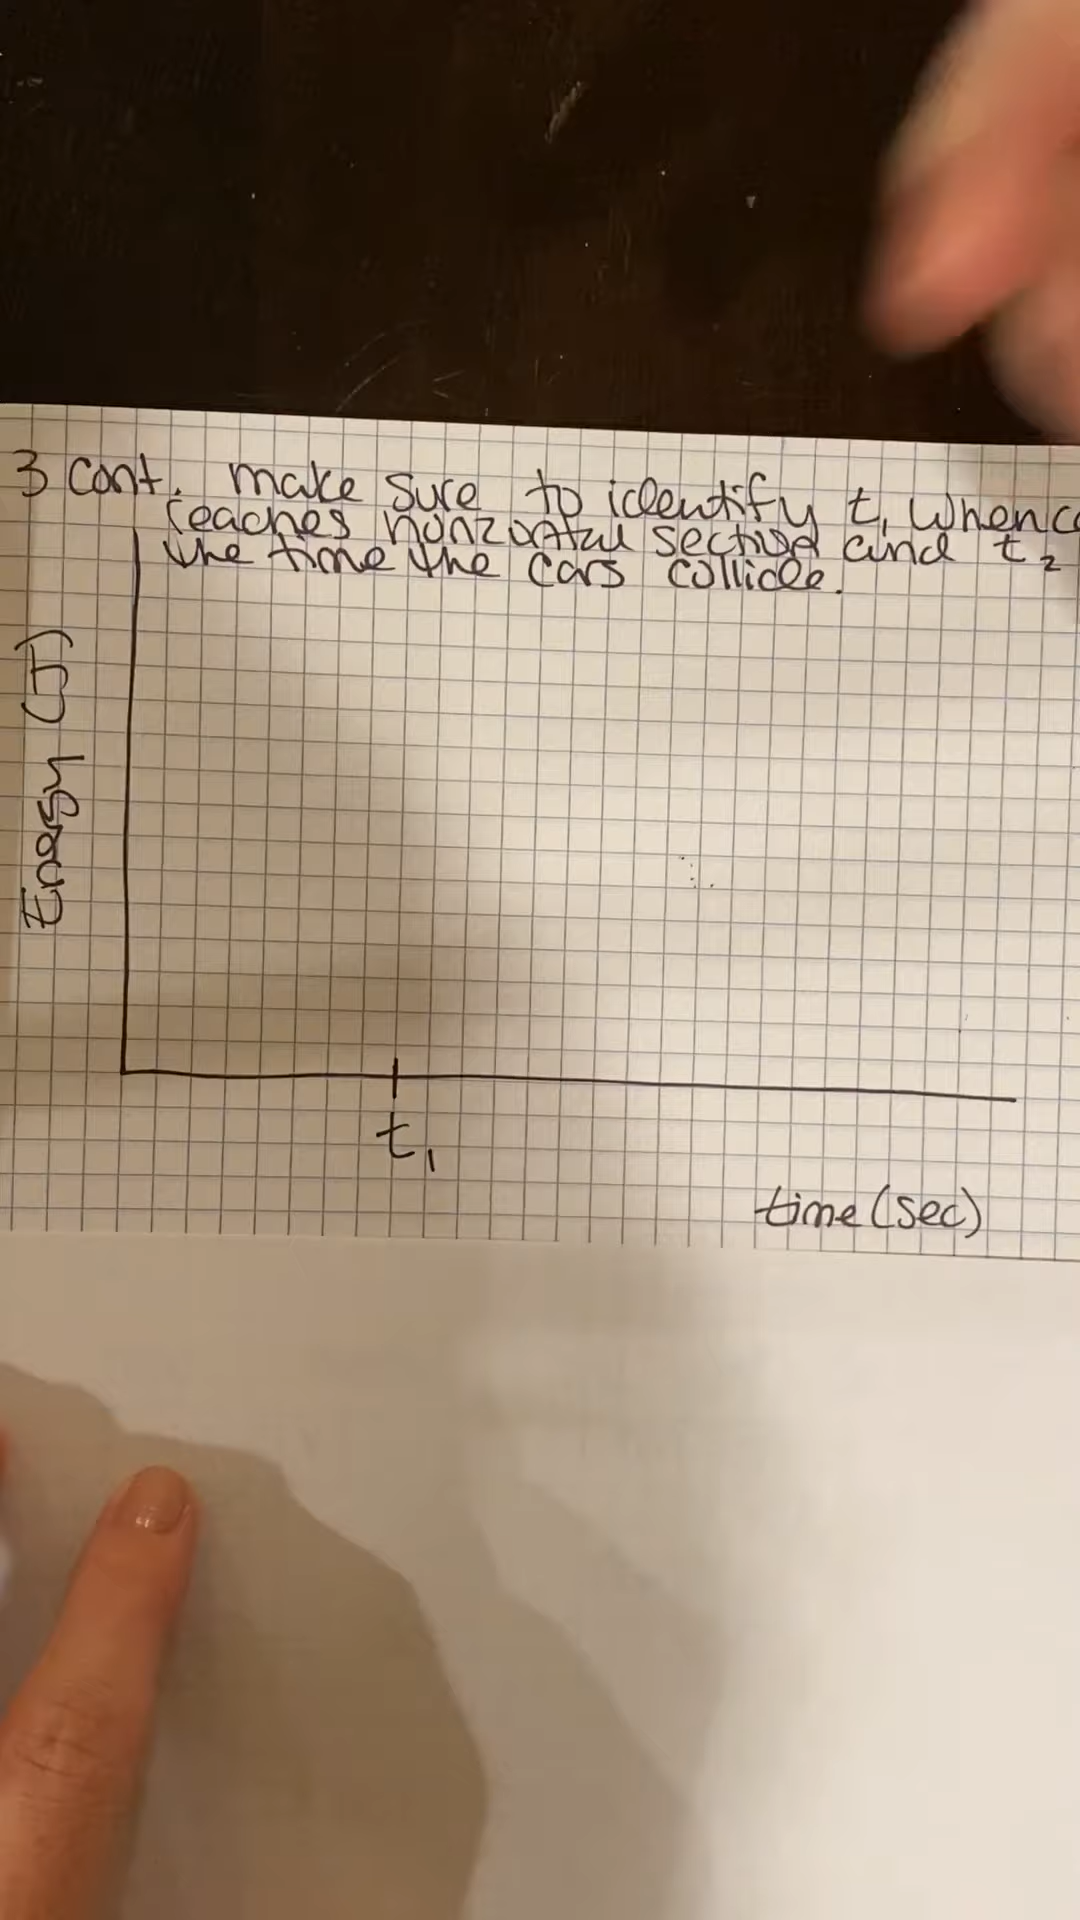 3 cont. make sure to identify t, when
reaches horizontal section and t2
the time the cars collide.
Energy (J)
t1
time (sec)